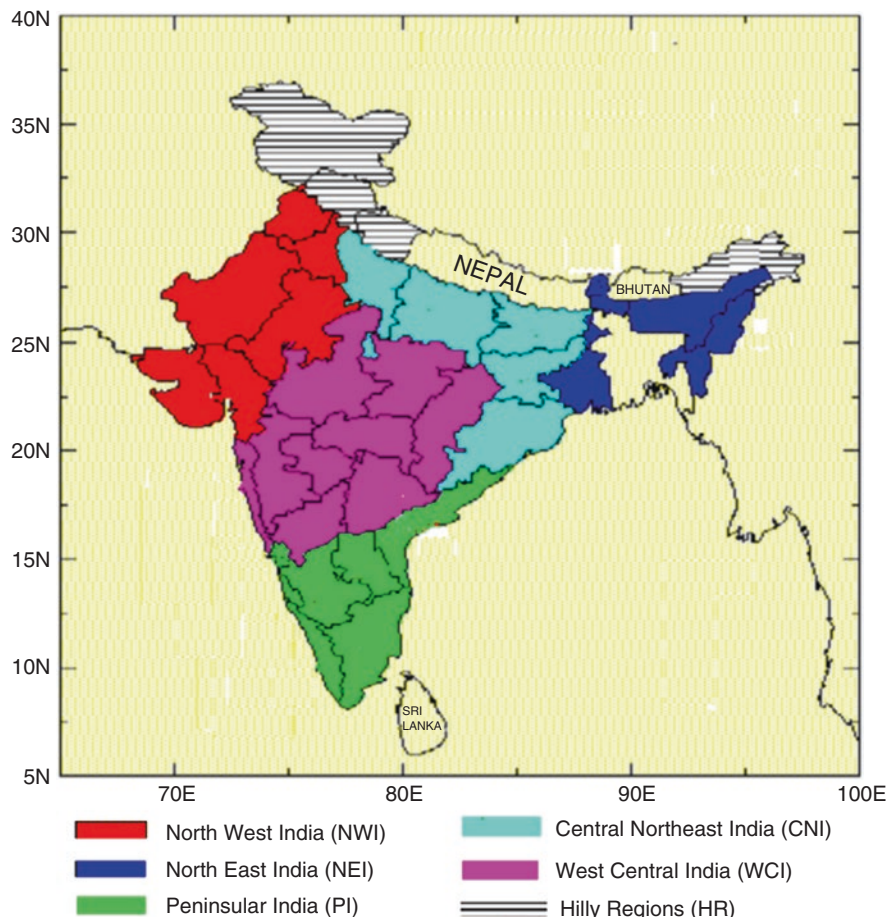 40N
35N
30N
NEPAL
BHUTAN
25N
20N
15N
10N
SRI
LANKA
5N
70E 80E 90E 100E
North West India (NWI) Central Northeast India (CNI)
North East India (NEI) West Central India (WCI)
Peninsular India (PI) Hilly Regions (HR)